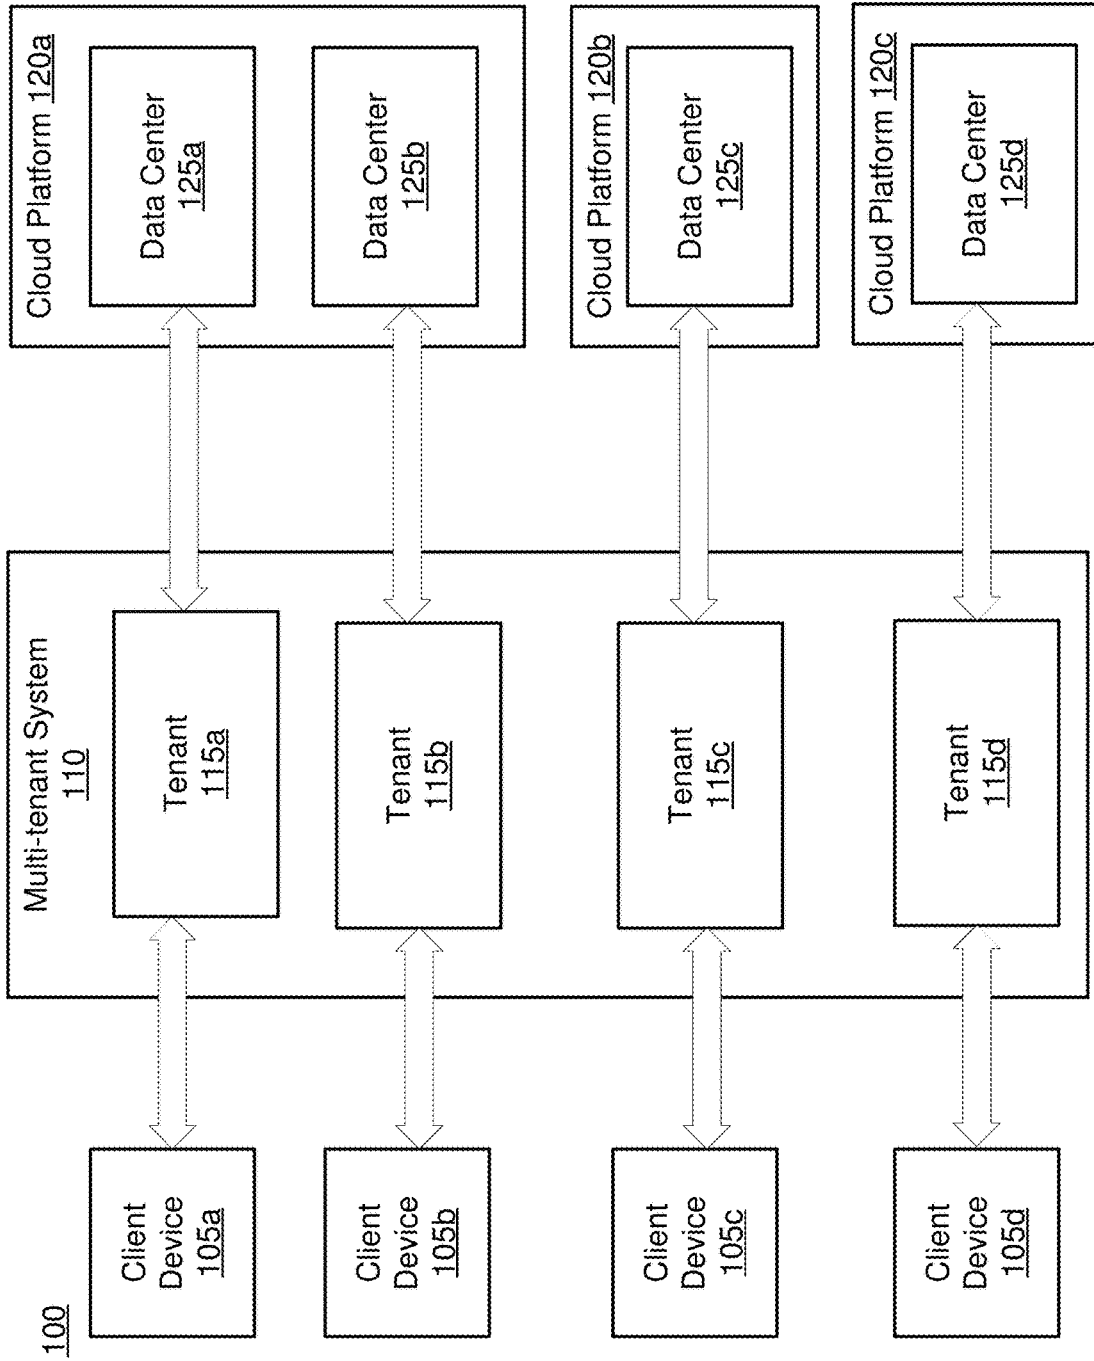 100
Client
Device
105a
Client
Device
105b
Client
Device
105c
Client
Device
105d
Multi-tenant System
110
Tenant
115a
Tenant
115b
Tenant
115c
Tenant
115d
Cloud Platform 120a
Data Center
125a
Data Center
125b
Cloud Platform 120b
Data Center
125c
Cloud Platform 120c
Data Center
125d